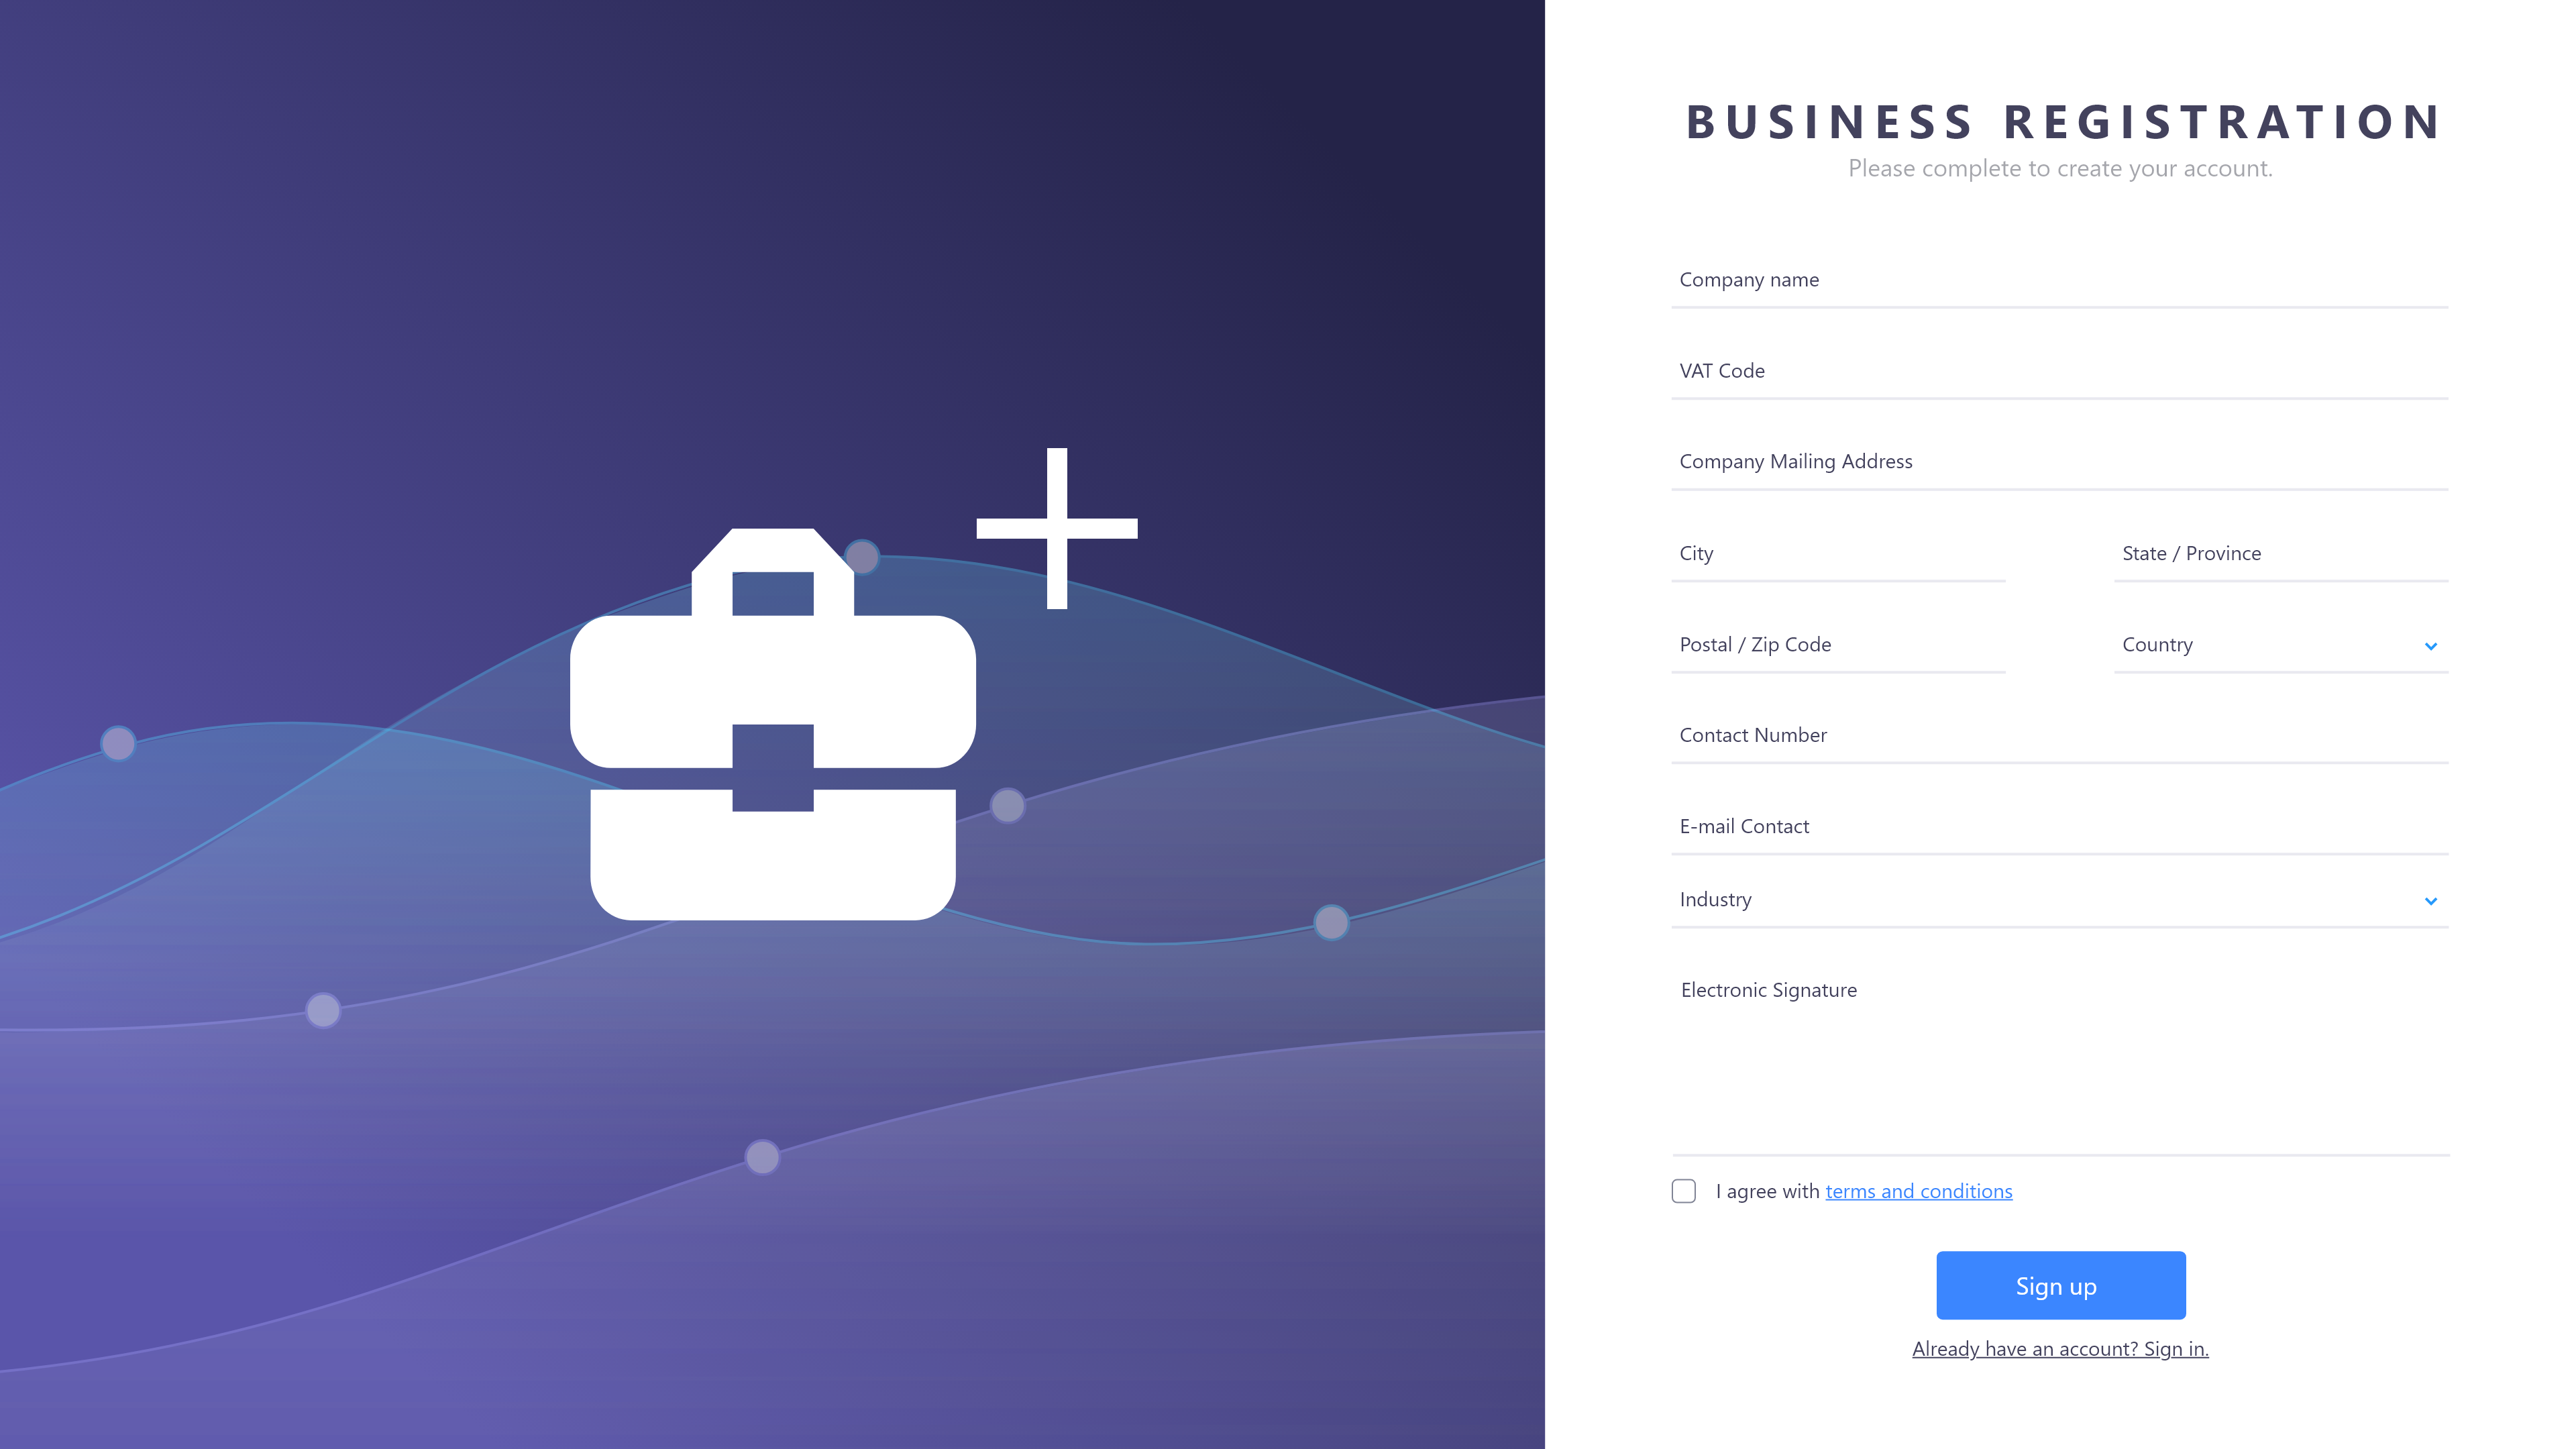 BUSINESS REGISTRATION
Please complete to create your account.
Company name
VAT Code
Company Mailing Address
City
State / Province
Postal / Zip Code
Country
Contact Number
E-mail Contact
Industry
Electronic Signature
I agree with terms and conditions
Sign up
Already have an account? Sign in.